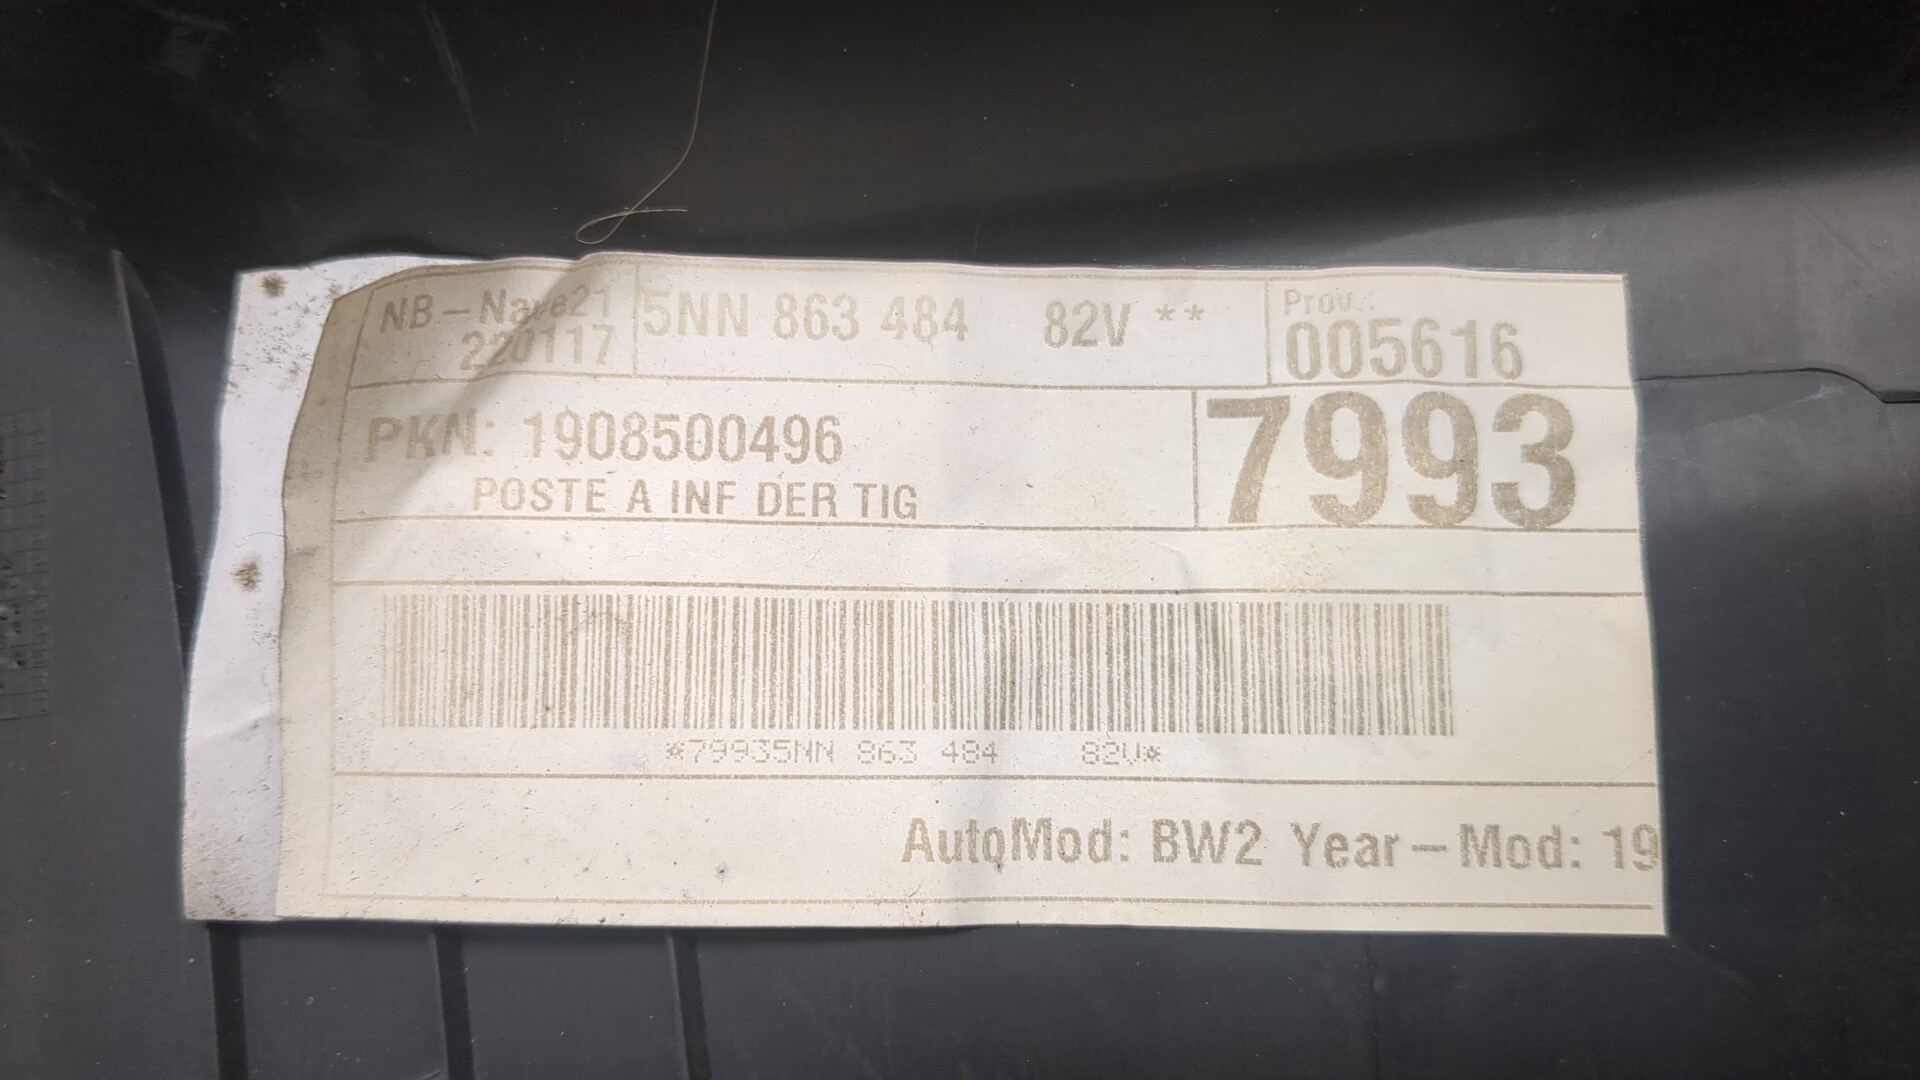 NB-Nave21
220117
5NN 863 484 82V **
Prov.:
005616
PKN: 1908500496
POSTE A INF DER TIG
7993
*79935NN 863 484 82V*
AutoMod: BW2 Year-Mod: 19